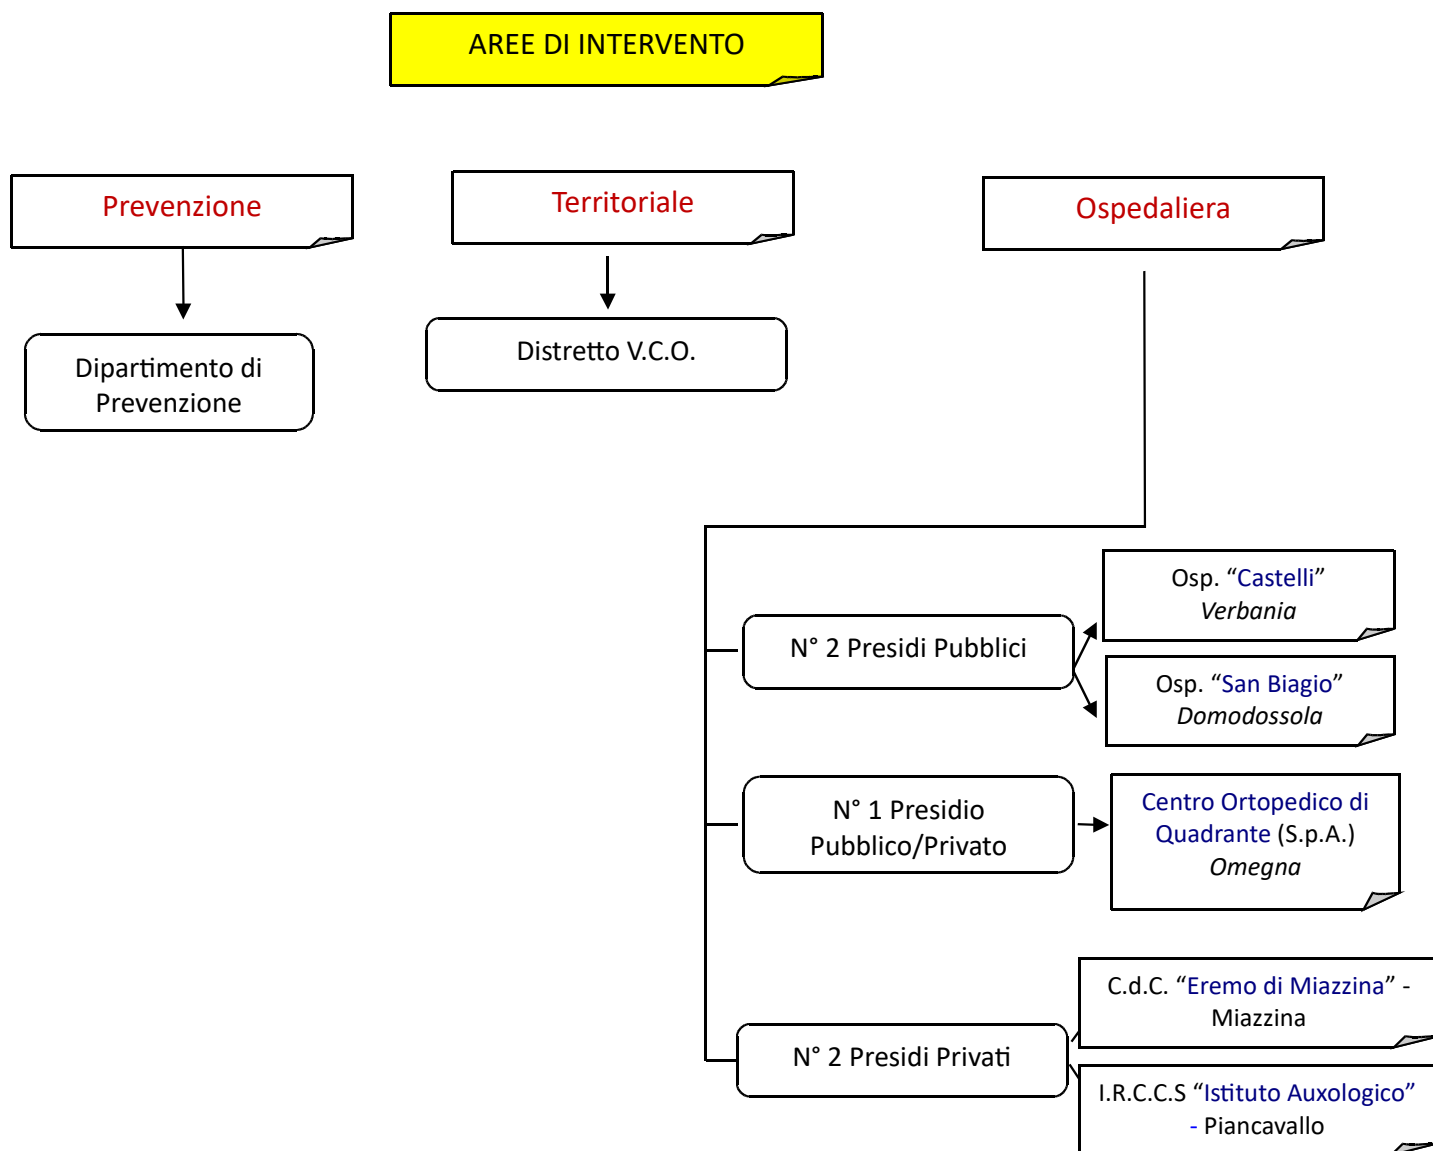 AREE DI INTERVENTO
Prevenzione
Territoriale
Ospedaliera
Dipartimento di
Prevenzione
Distretto V.C.O.
N° 2 Presidi Pubblici
Osp. “Castelli”
Verbania
Osp. “San Biagio”
Domodossola
N° 1 Presidio
Pubblico/Privato
Centro Ortopedico di
Quadrante (S.p.A.)
Omegna
N° 2 Presidi Privati
C.d.C. “Eremo di Miazzina” -
Miazzina
I.R.C.C.S “Istituto Auxologico”
- Piancavallo